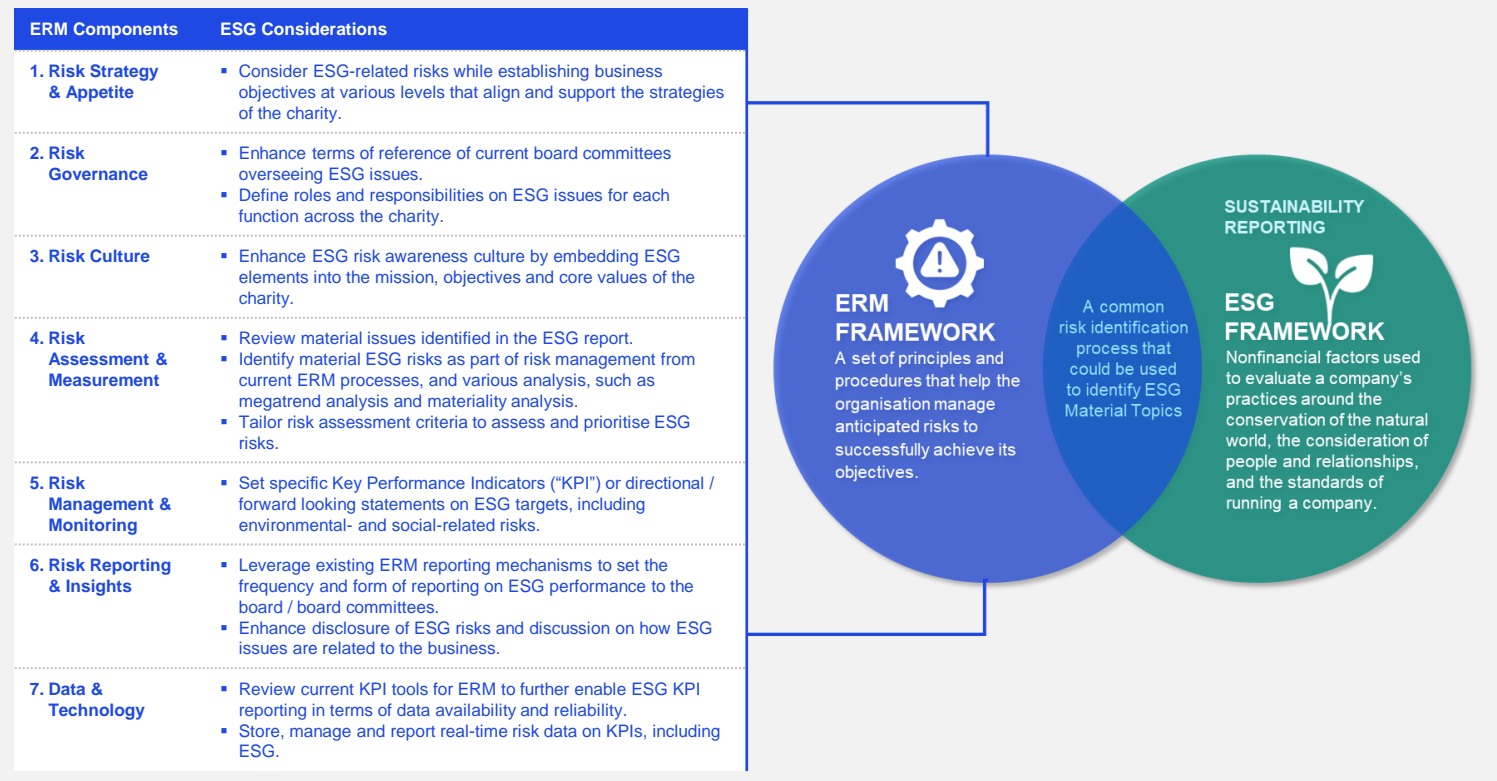 ERM Components ESG Considerations
1. Risk Strategy
& Appetite
▪ Consider ESG-related risks while establishing business
objectives at various levels that align and support the strategies
of the charity.
2. Risk
Governance
▪ Enhance terms of reference of current board committees
overseeing ESG issues.
▪ Define roles and responsibilities on ESG issues for each
function across the charity.
3. Risk Culture
▪ Enhance ESG risk awareness culture by embedding ESG
elements into the mission, objectives and core values of the
charity.
4. Risk
Assessment &
Measurement
▪ Review material issues identified in the ESG report.
▪ Identify material ESG risks as part of risk management from
current ERM processes, and various analysis, such as
megatrend analysis and materiality analysis.
▪ Tailor risk assessment criteria to assess and prioritise ESG
risks.
5. Risk
Management &
Monitoring
▪ Set specific Key Performance Indicators (“KPI”) or directional /
forward looking statements on ESG targets, including
environmental- and social-related risks.
6. Risk Reporting
& Insights
▪ Leverage existing ERM reporting mechanisms to set the
frequency and form of reporting on ESG performance to the
board / board committees.
▪ Enhance disclosure of ESG risks and discussion on how ESG
issues are related to the business.
7. Data &
Technology
▪ Review current KPI tools for ERM to further enable ESG KPI
reporting in terms of data availability and reliability.
▪ Store, manage and report real-time risk data on KPIs, including
ESG.
ERM
FRAMEWORK
A set of principles and
procedures that help the
organisation manage
anticipated risks to
successfully achieve its
objectives.
A common
risk identification
process that
could be used
to identify ESG
Material Topics
SUSTAINABILITY
REPORTING
ESG
FRAMEWORK
Nonfinancial factors used
to evaluate a company’s
practices around the
conservation of the natural
world, the consideration of
people and relationships,
and the standards of
running a company.